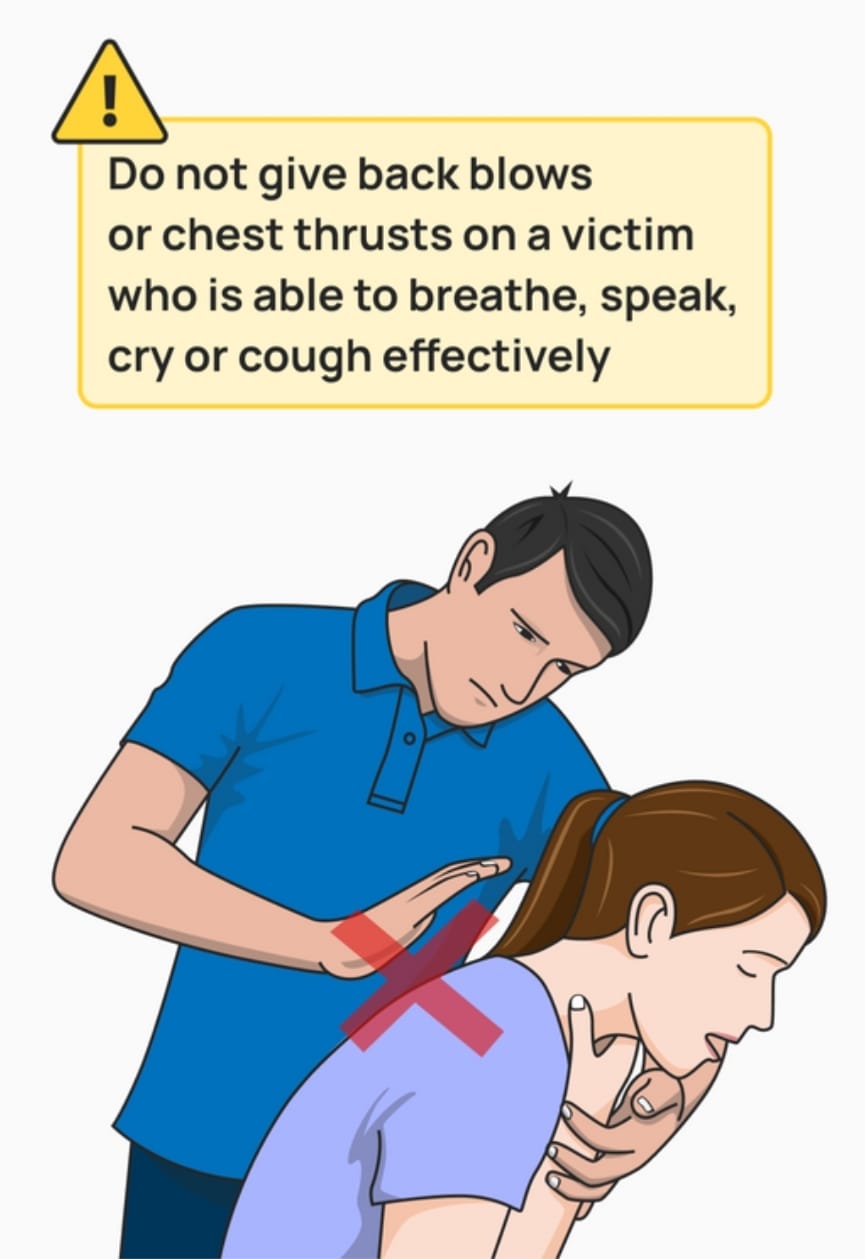 Do not give back blows
or chest thrusts on a victim
who is able to breathe, speak,
cry or cough effectively